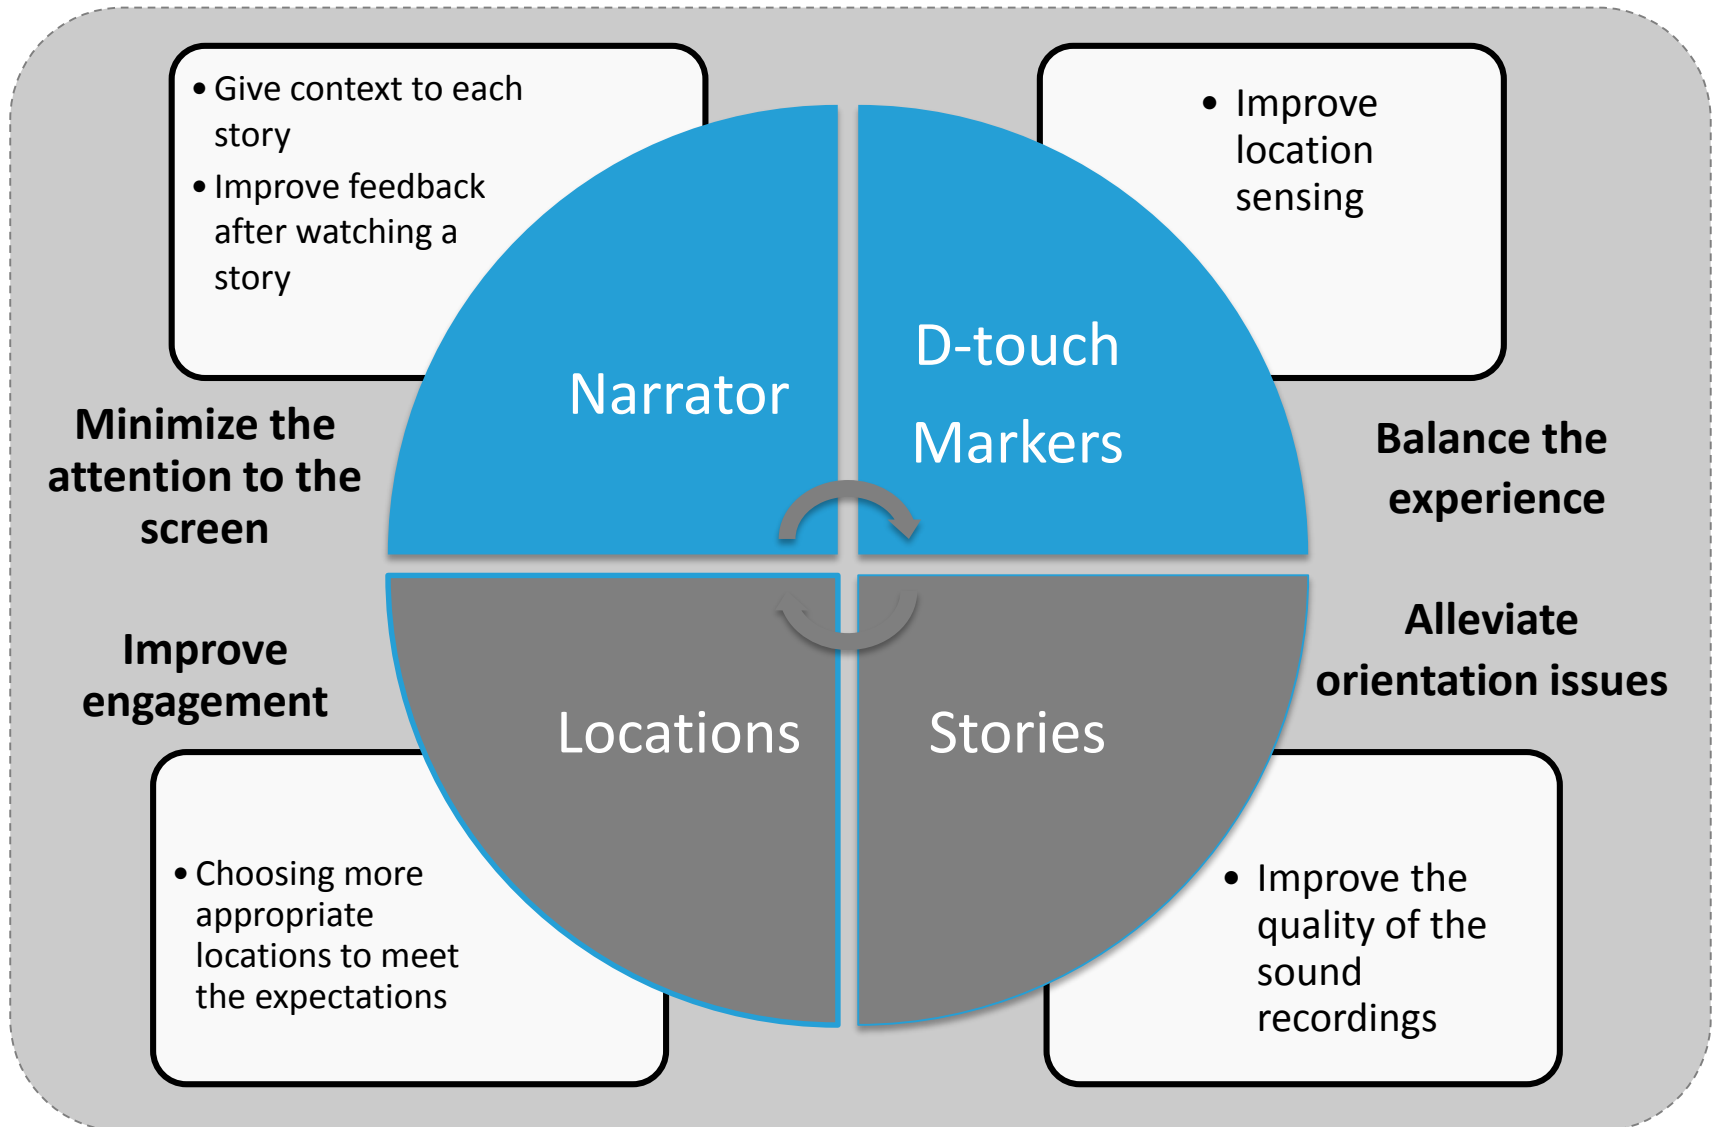 • Give context to each
story
• Improve feedback
after watching a
story
• Improve
location
sensing
Narrator
D-touch
Markers
Minimize the
attention to the
screen
Balance the
experience
Improve
engagement
Alleviate
orientation issues
Locations
Stories
• Choosing more
appropriate
locations to meet
the expectations
• Improve the
quality of the
sound
recordings